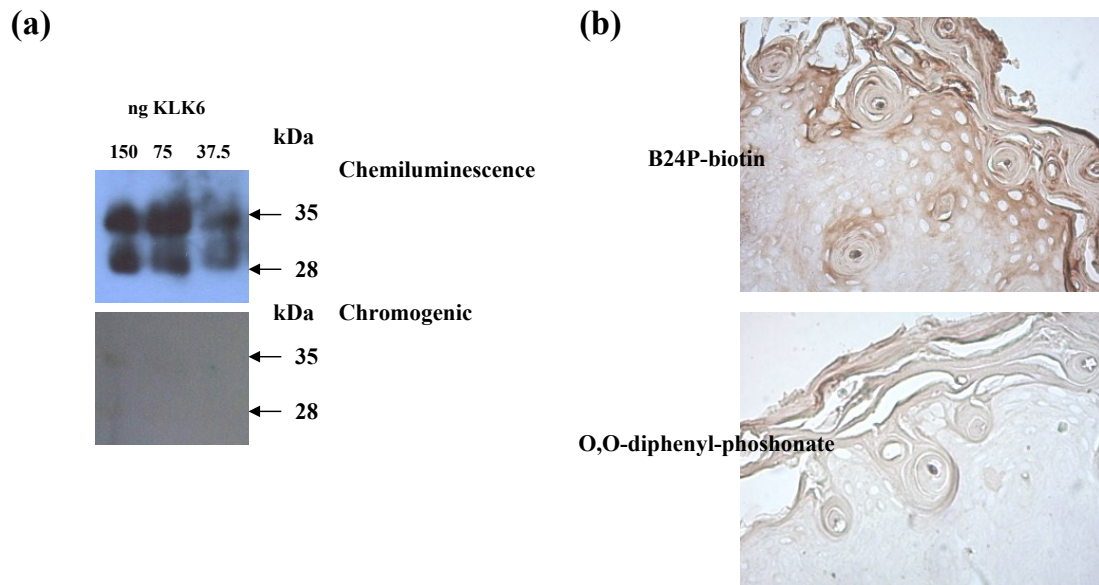 (a)
ng KLK6
150 75 37.5
kDa
Chemiluminescence
35
28
kDa Chromogenic
35
28
(b)
B24P-biotin
O,O-diphenyl-phoshonate